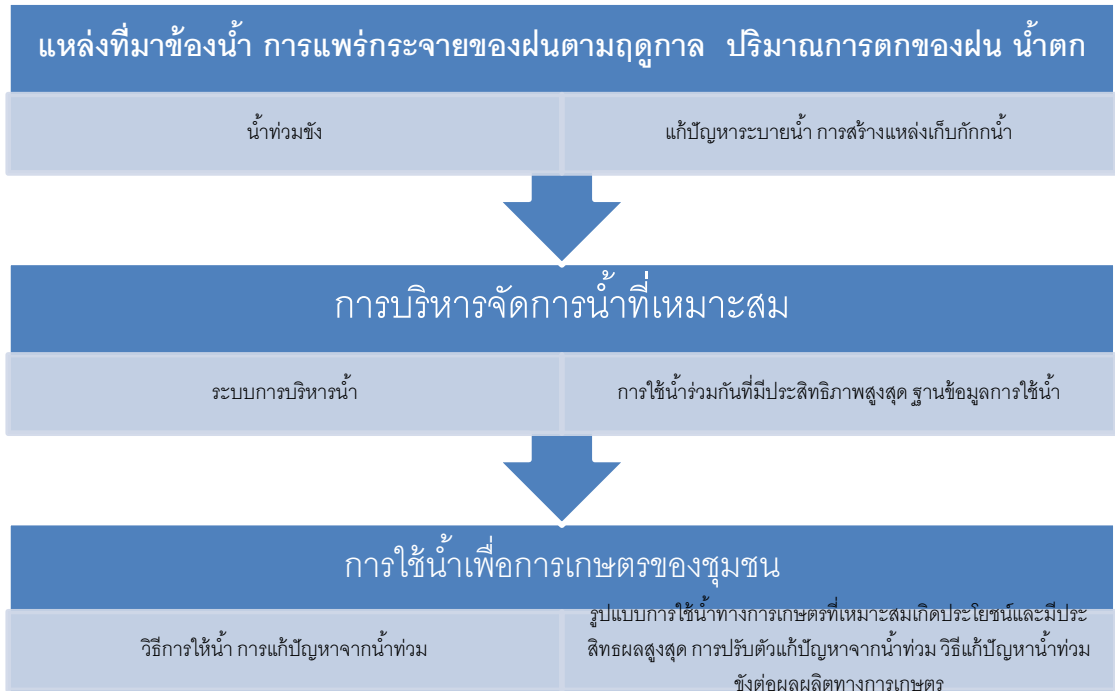 แหล่งที่มาข้องน้ำ การแพร่กระจายของฝนตามฤดูกาล ปริมาณการตกของฝน น้ำตก
น้ำท่วมขัง
แก้ปัญหาระบายน้ำ การสร้างแหล่งเก็บกักกน้ำ
การบริหารจัดการน้ำที่เหมาะสม
ระบบการบริหารน้ำ
การใช้น้ำร่วมกันที่มีประสิทธิภาพสูงสุด ฐานข้อมูลการใช้น้ำ
การใช้น้ำเพื่อการเกษตรของชุมชน
วิธีการให้น้ำ การแก้ปัญหาจากน้ำท่วม
รูปแบบการใช้น้ำทางการเกษตรที่เหมาะสมเกิดประโยชน์และมีประ
สิทธผลสูงสุด การปรับตัวแก้ปัญหาจากน้ำท่วม วิธีแก้ปัญหาน้ำท่วม
ขังต่อผลผลิตทางการเกษตร